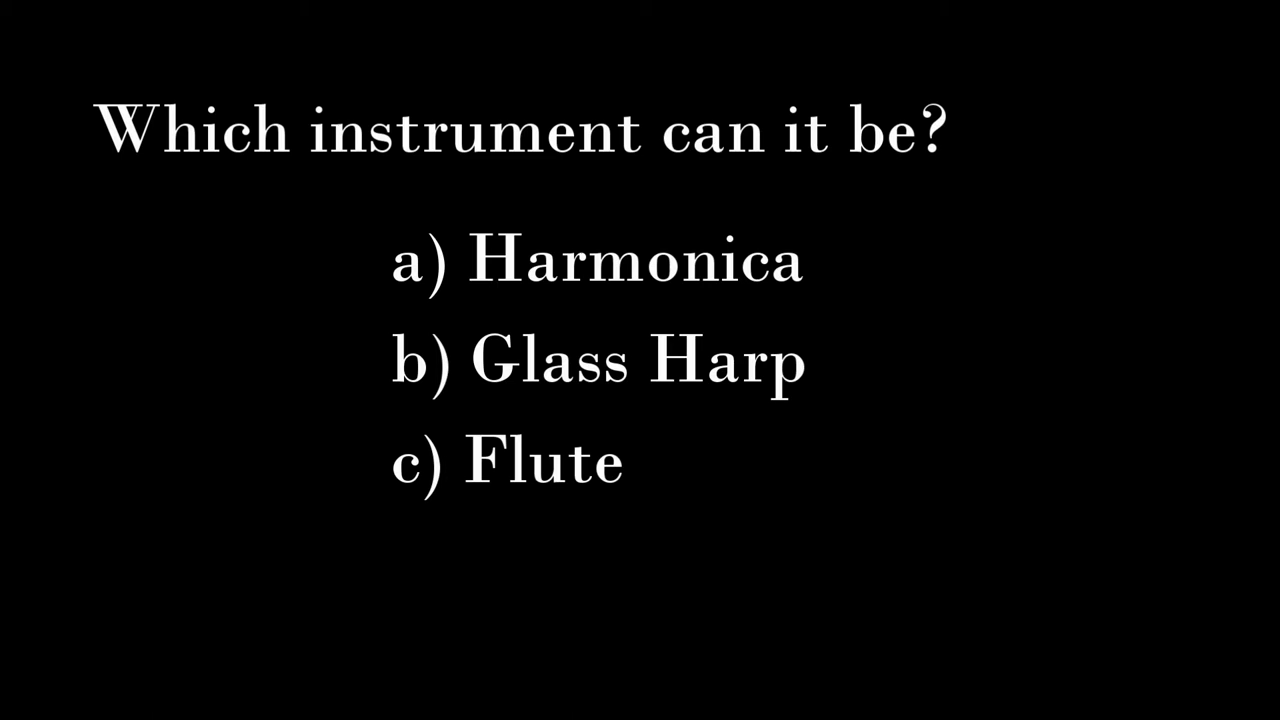 Which instrument can it be?
a) Harmonica
b) Glass Harp
c) Flute